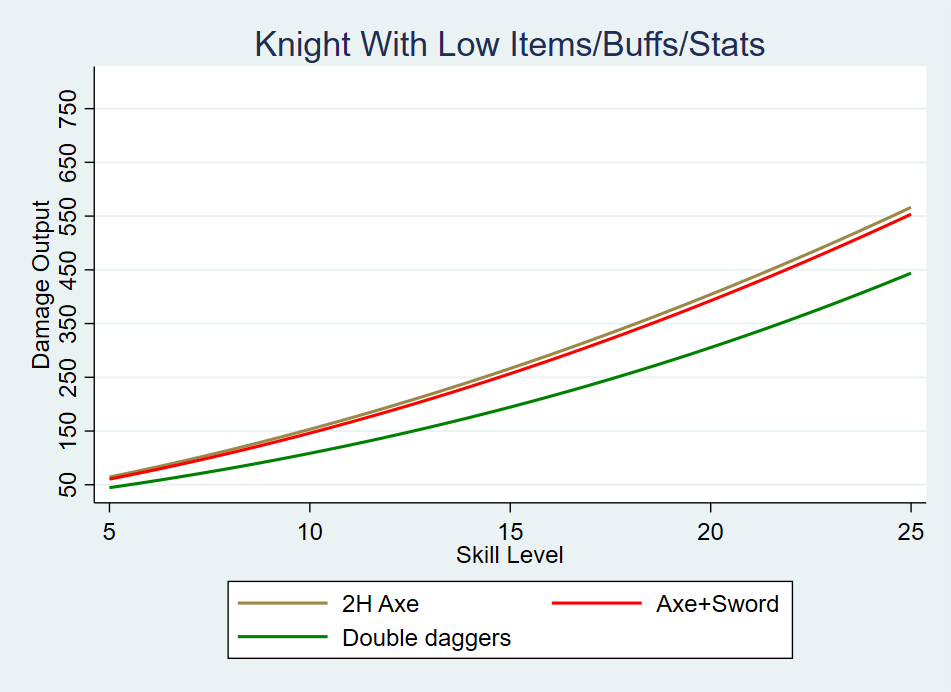 Knight With Low Items/Buffs/Stats
Damage Output
750
650
550
450
350
250
150
50
5 10 15 20 25
Skill Level
2H Axe Axe+Sword
Double daggers